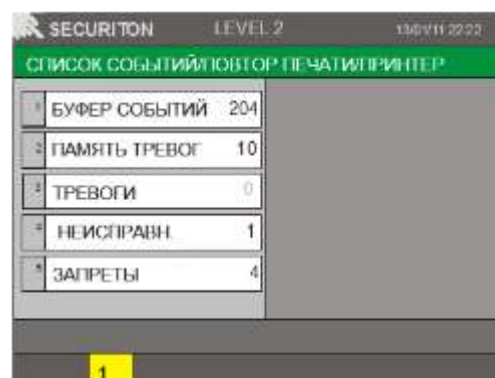 SECURITON LEVEL 2
СПИСОК СОБЫТИЙ/ПОВТОР ПЕЧАТИ/ПРИНТЕР
1 БУФЕР СОБЫТИЙ 204
2 ПАМЯТЬ ТРЕВОГ 10
3 ТРЕВОГИ 0
4 НЕИСПРАВН. 1
5 ЗАПРЕТЫ 4
1